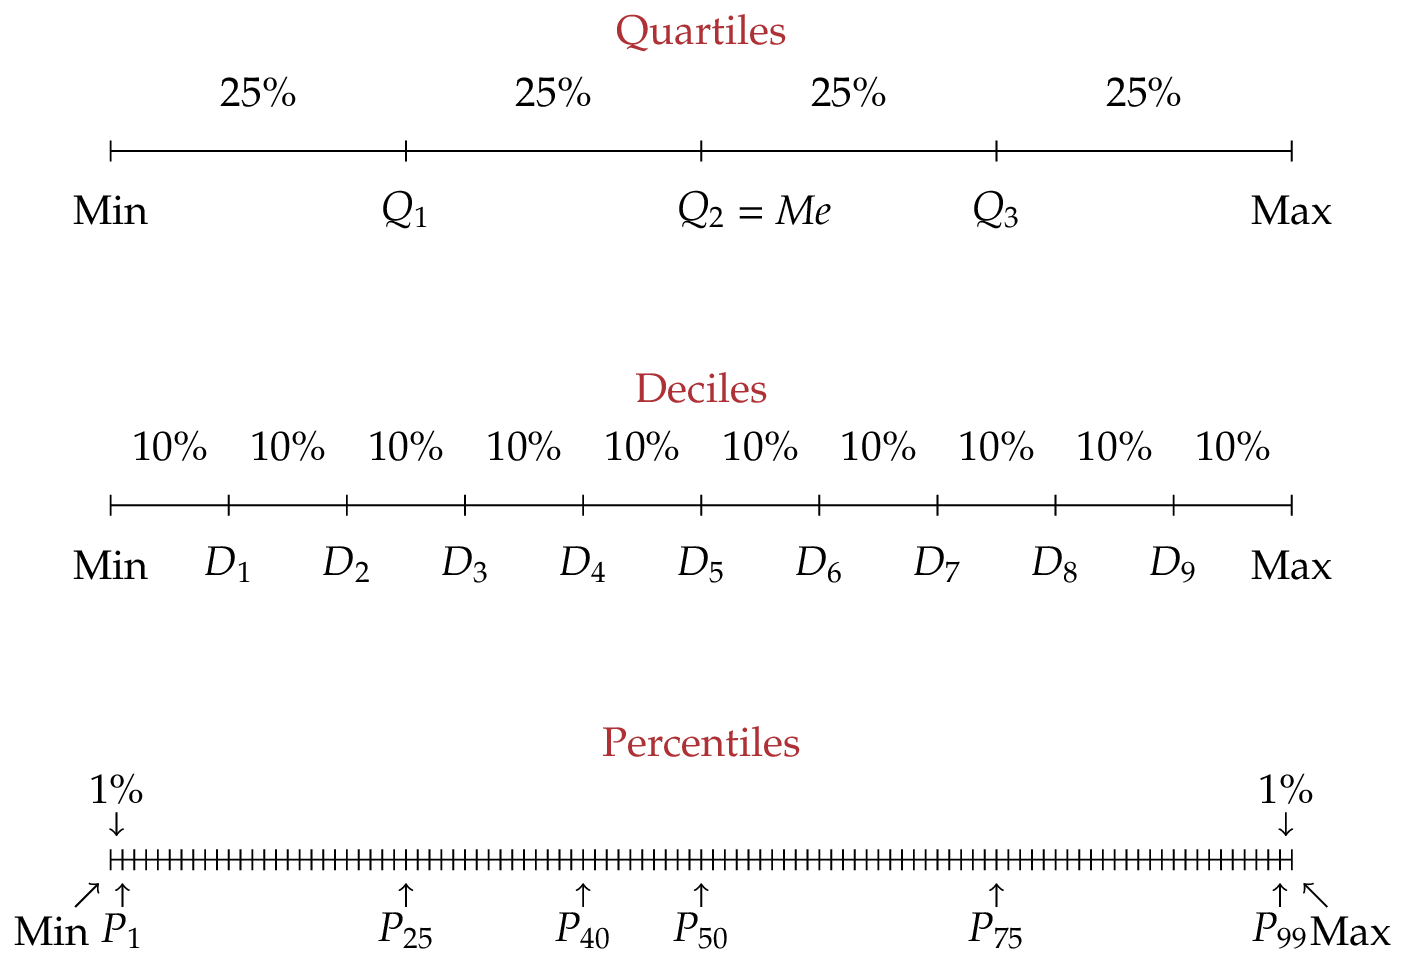 Quartiles
25% 25% 25% 25%
Min Q₁ Q₂ = Me Q₃ Max
Deciles
10% 10% 10% 10% 10% 10% 10% 10% 10% 10%
Min D₁ D₂ D₃ D₄ D₅ D₆ D₇ D₈ D₉ Max
Percentiles
1% 1%
↓ ↓
↗ ↑ ↑ ↑ ↑ ↑ ↑ ↖
Min P₁ P₂₅ P₄₀ P₅₀ P₇₅ P₉₉ Max